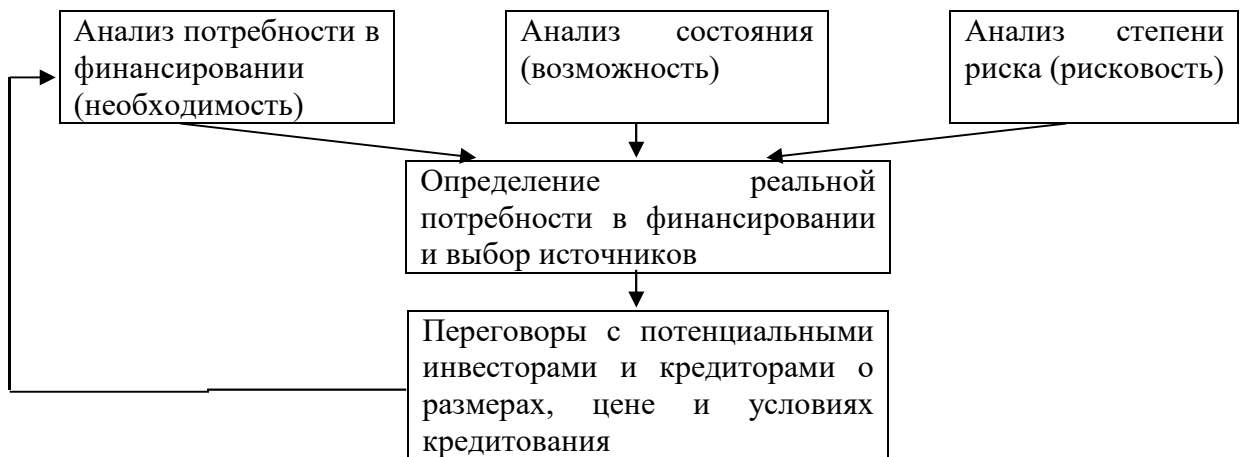 Анализ потребности в
финансировании
(необходимость)
Анализ состояния
(возможность)
Анализ степени
риска (рисковость)
Определение реальной
потребности в финансировании
и выбор источников
Переговоры с потенциальными
инвесторами и кредиторами о
размерах, цене и условиях
кредитования